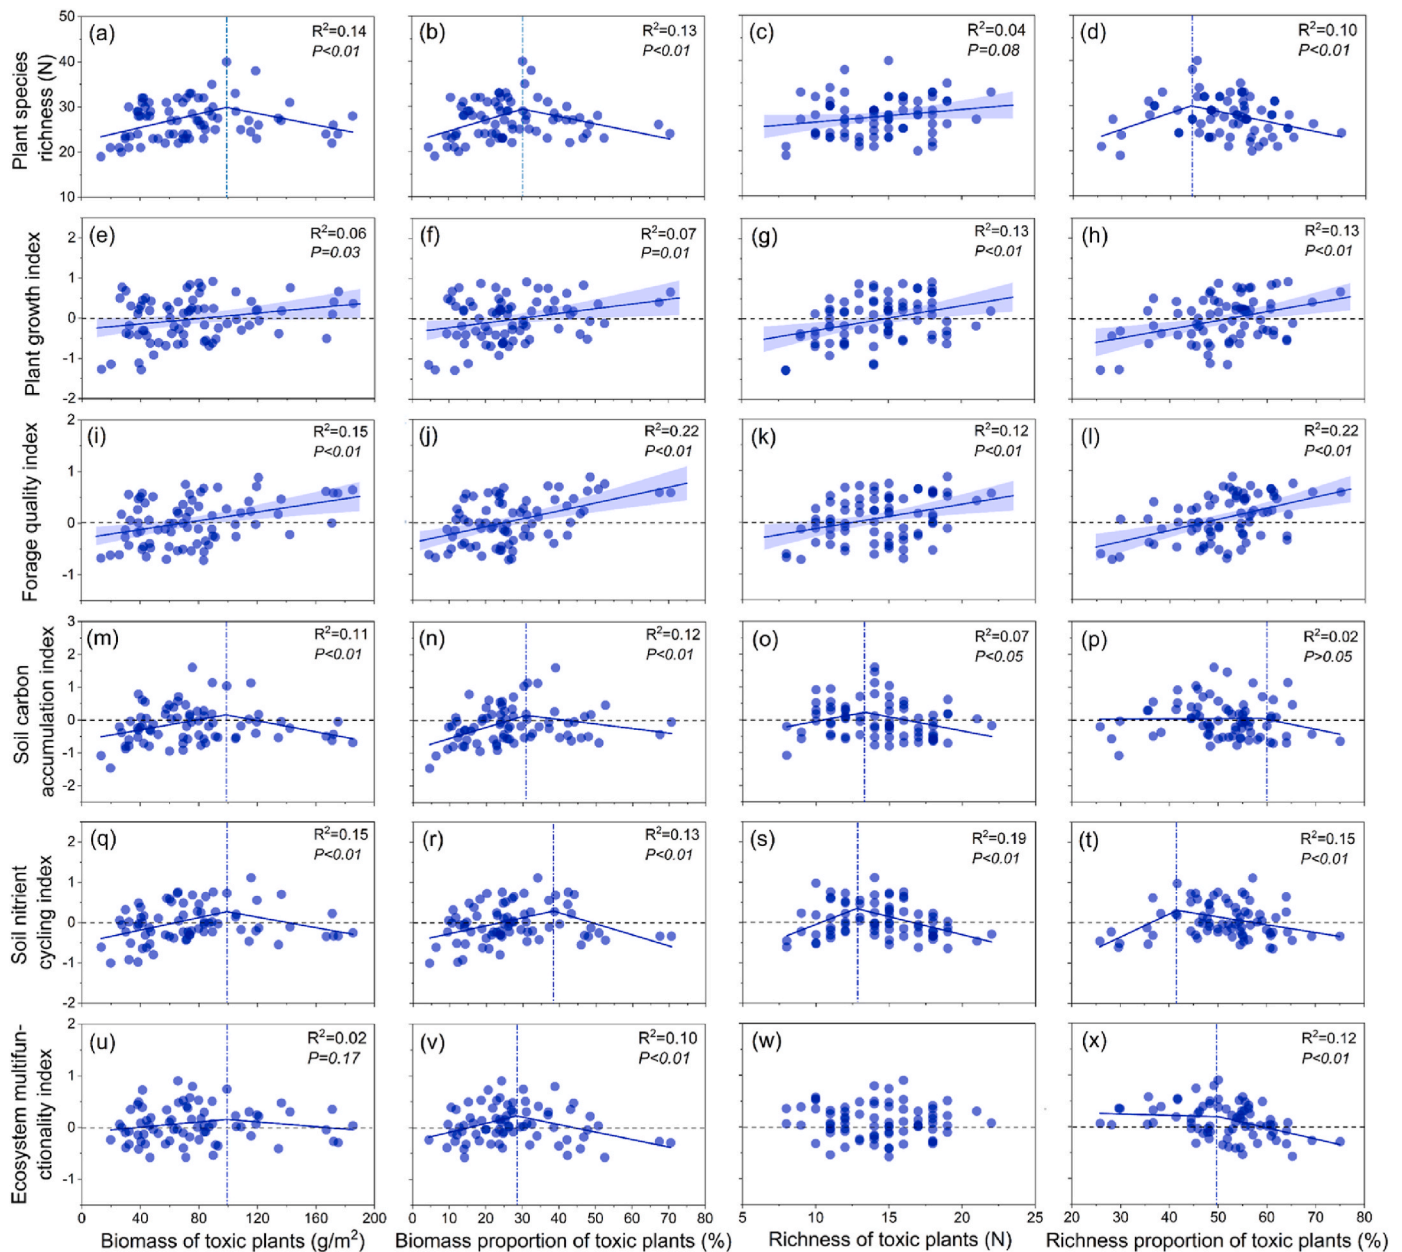 (a)
R²=0.14
P<0.01
(b)
R²=0.13
P<0.01
(c)
R²=0.04
P=0.08
(d)
R²=0.10
P<0.01
50
40
30
20
10
Plant species
richness (N)
(e)
R²=0.06
P=0.03
(f)
R²=0.07
P=0.01
(g)
R²=0.13
P<0.01
(h)
R²=0.13
P<0.01
2
1
0
-1
-2
Plant growth index
(i)
R²=0.15
P<0.01
(j)
R²=0.22
P<0.01
(k)
R²=0.12
P<0.01
(l)
R²=0.22
P<0.01
2
1
0
-1
Forage quality index
(m)
R²=0.11
P<0.01
(n)
R²=0.12
P<0.01
(o)
R²=0.07
P<0.05
(p)
R²=0.02
P>0.05
3
2
1
0
-1
-2
Soil carbon
accumulation index
(q)
R²=0.15
P<0.01
(r)
R²=0.13
P<0.01
(s)
R²=0.19
P<0.01
(t)
R²=0.15
P<0.01
2
1
0
-1
-2
Soil nitrient
cycling index
(u)
R²=0.02
P=0.17
(v)
R²=0.10
P<0.01
(w)
(x)
R²=0.12
P<0.01
2
1
0
-1
Ecosystem multifun-
ctionality index
0 40 80 120 160 200
0 10 20 30 40 50 60 70 80
5 10 15 20 25
20 30 40 50 60 70 80
Biomass of toxic plants (g/m²)
Biomass proportion of toxic plants (%)
Richness of toxic plants (N)
Richness proportion of toxic plants (%)